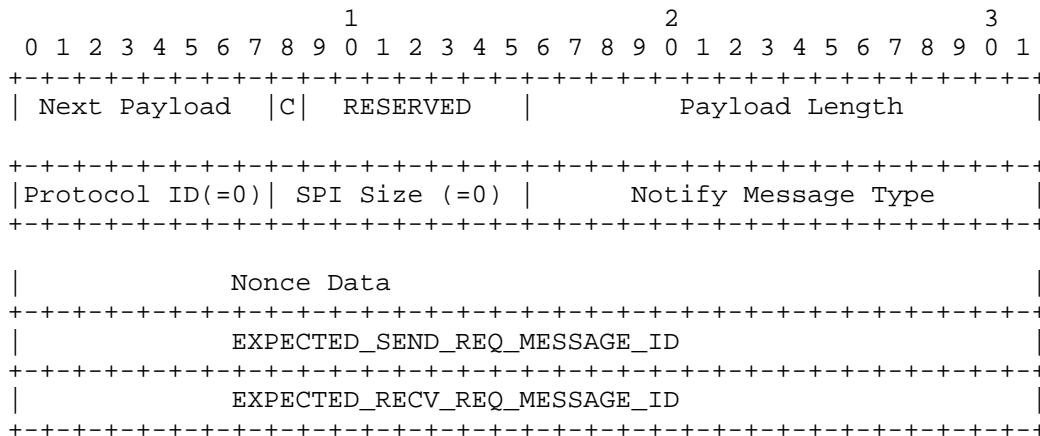 1                   2                   3
 0 1 2 3 4 5 6 7 8 9 0 1 2 3 4 5 6 7 8 9 0 1 2 3 4 5 6 7 8 9 0 1
+-+-+-+-+-+-+-+-+-+-+-+-+-+-+-+-+-+-+-+-+-+-+-+-+-+-+-+-+-+-+-+-+
| Next Payload  |C|  RESERVED   |         Payload Length        |
+-+-+-+-+-+-+-+-+-+-+-+-+-+-+-+-+-+-+-+-+-+-+-+-+-+-+-+-+-+-+-+-+
|Protocol ID(=0)| SPI Size (=0) |      Notify Message Type      |
+-+-+-+-+-+-+-+-+-+-+-+-+-+-+-+-+-+-+-+-+-+-+-+-+-+-+-+-+-+-+-+-+
|             Nonce Data                                        |
+-+-+-+-+-+-+-+-+-+-+-+-+-+-+-+-+-+-+-+-+-+-+-+-+-+-+-+-+-+-+-+-+
|             EXPECTED_SEND_REQ_MESSAGE_ID                      |
+-+-+-+-+-+-+-+-+-+-+-+-+-+-+-+-+-+-+-+-+-+-+-+-+-+-+-+-+-+-+-+-+
|             EXPECTED_RECV_REQ_MESSAGE_ID                      |
+-+-+-+-+-+-+-+-+-+-+-+-+-+-+-+-+-+-+-+-+-+-+-+-+-+-+-+-+-+-+-+-+